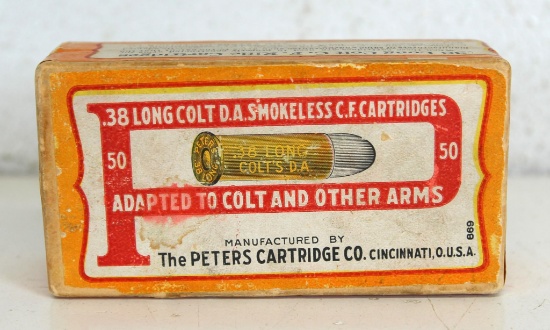 .38 LONG COLT D.A. SMOKELESS C.F. CARTRIDGES
50
50
.38 LONG
COLT'S D.A.
ADAPTED TO COLT AND OTHER ARMS
MANUFACTURED BY
The PETERS CARTRIDGE CO. CINCINNATI, O. U.S.A.
869